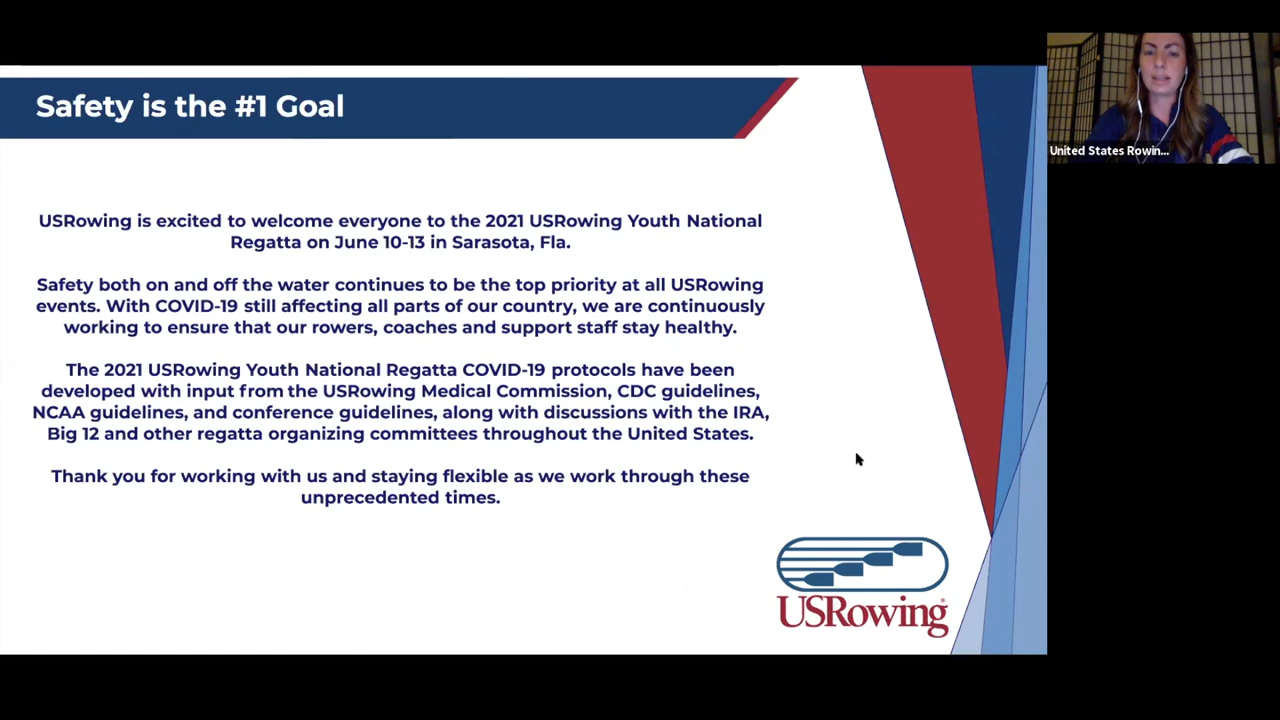 Safety is the #1 Goal
United States Rowin...
USRowing is excited to welcome everyone to the 2021 USRowing Youth National
Regatta on June 10-13 in Sarasota, Fla.
Safety both on and off the water continues to be the top priority at all USRowing
events. With COVID-19 still affecting all parts of our country, we are continuously
working to ensure that our rowers, coaches and support staff stay healthy.
The 2021 USRowing Youth National Regatta COVID-19 protocols have been
developed with input from the USRowing Medical Commission, CDC guidelines,
NCAA guidelines, and conference guidelines, along with discussions with the IRA,
Big 12 and other regatta organizing committees throughout the United States.
Thank you for working with us and staying flexible as we work through these
unprecedented times.
USRowing